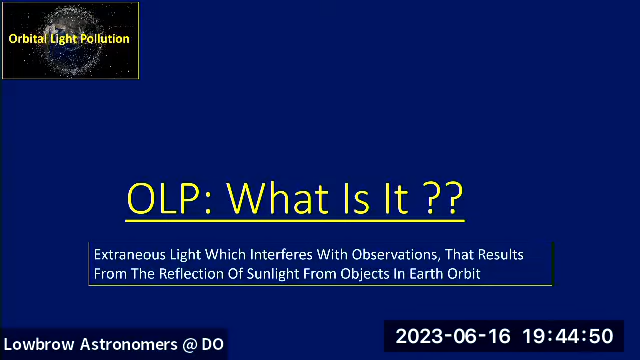 Orbital Light Pollution
OLP: What Is It ??
Extraneous Light Which Interferes With Observations, That Results
From The Reflection Of Sunlight From Objects In Earth Orbit
Lowbrow Astronomers @ DO
2023-06-16 19:44:50